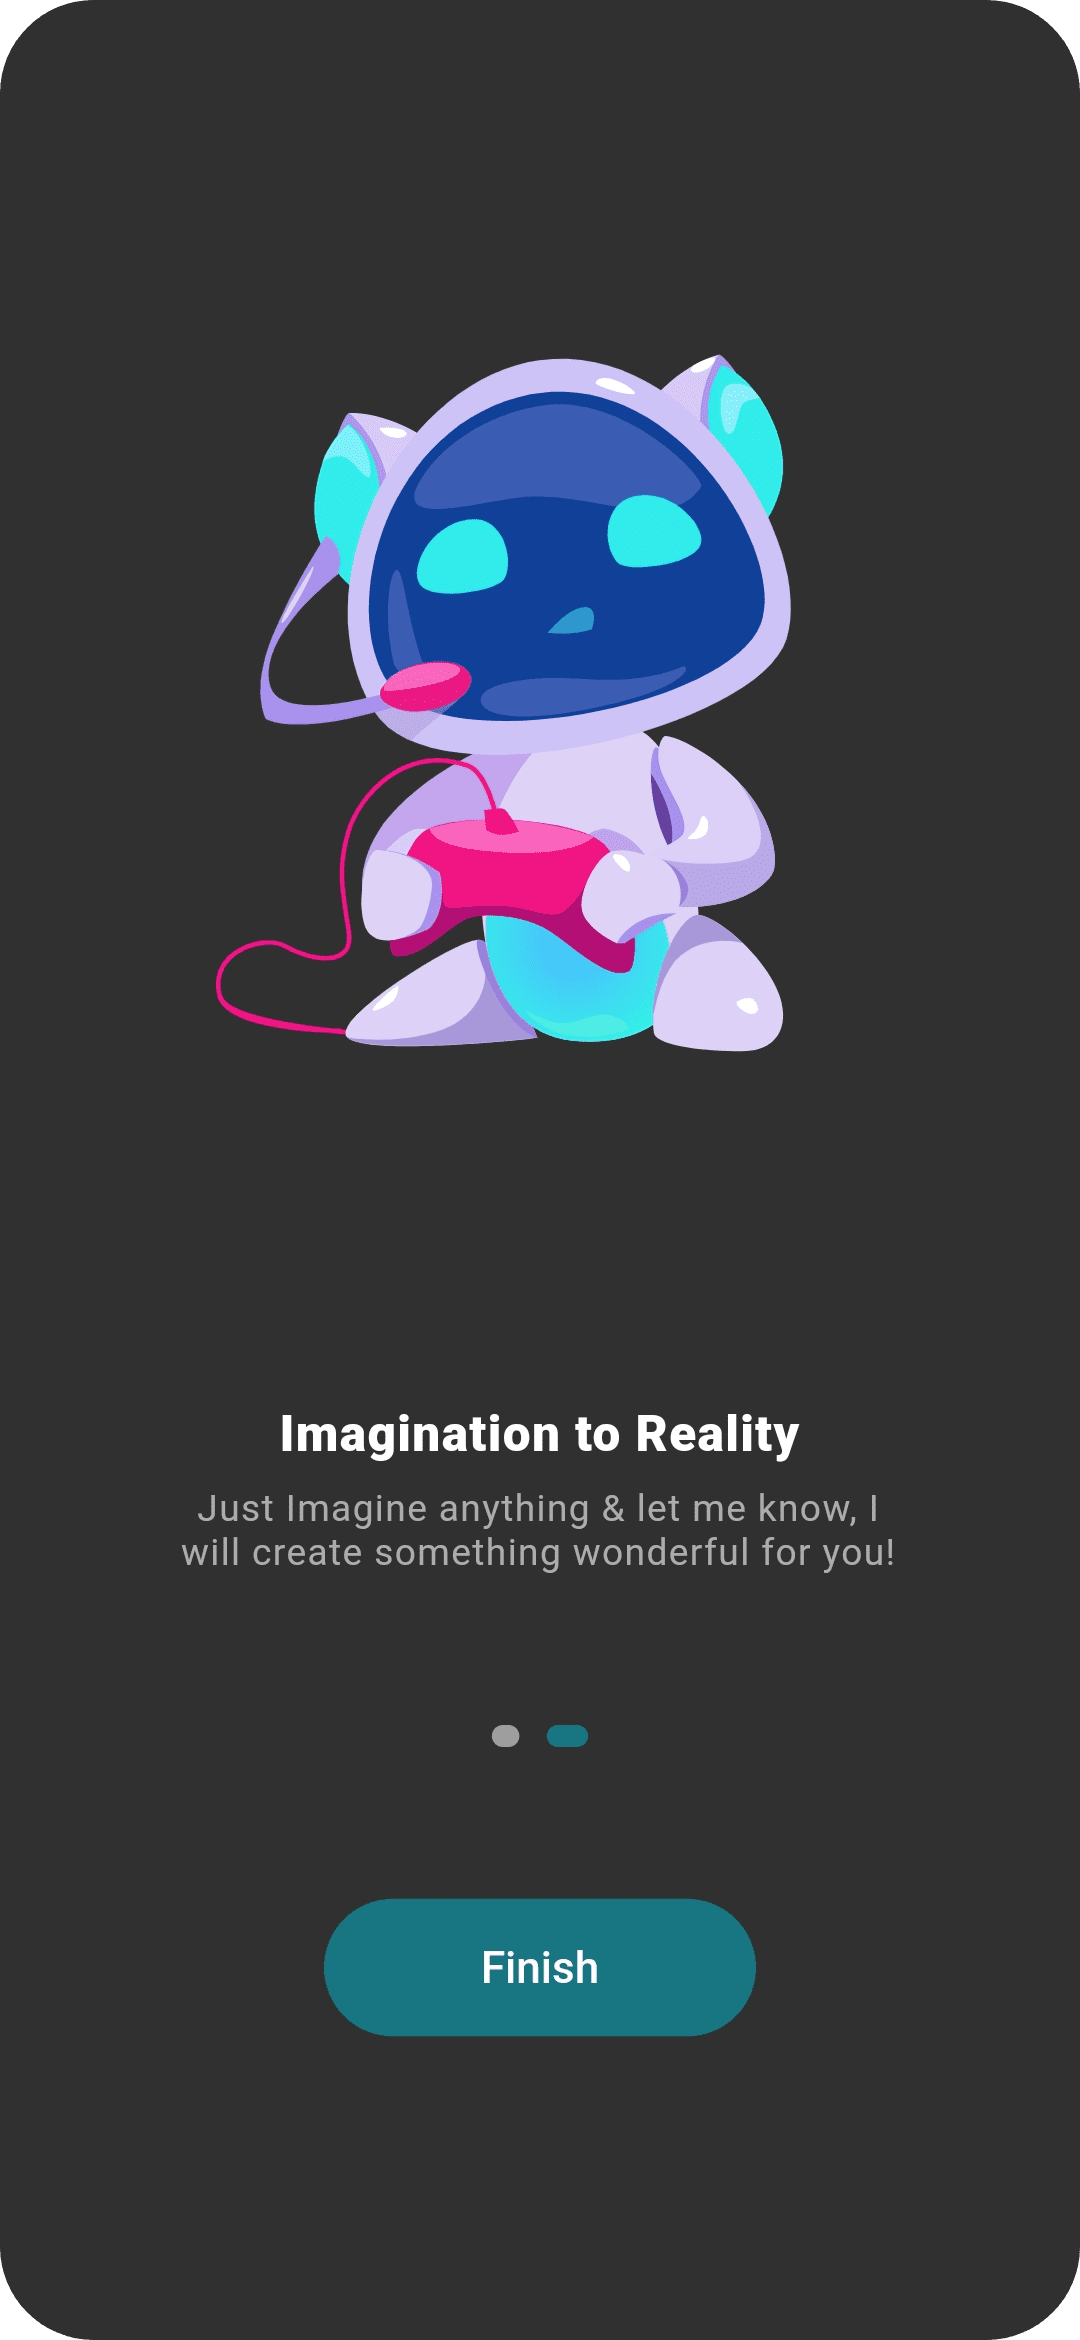 Imagination to Reality
Just Imagine anything & let me know, I
will create something wonderful for you!
Finish